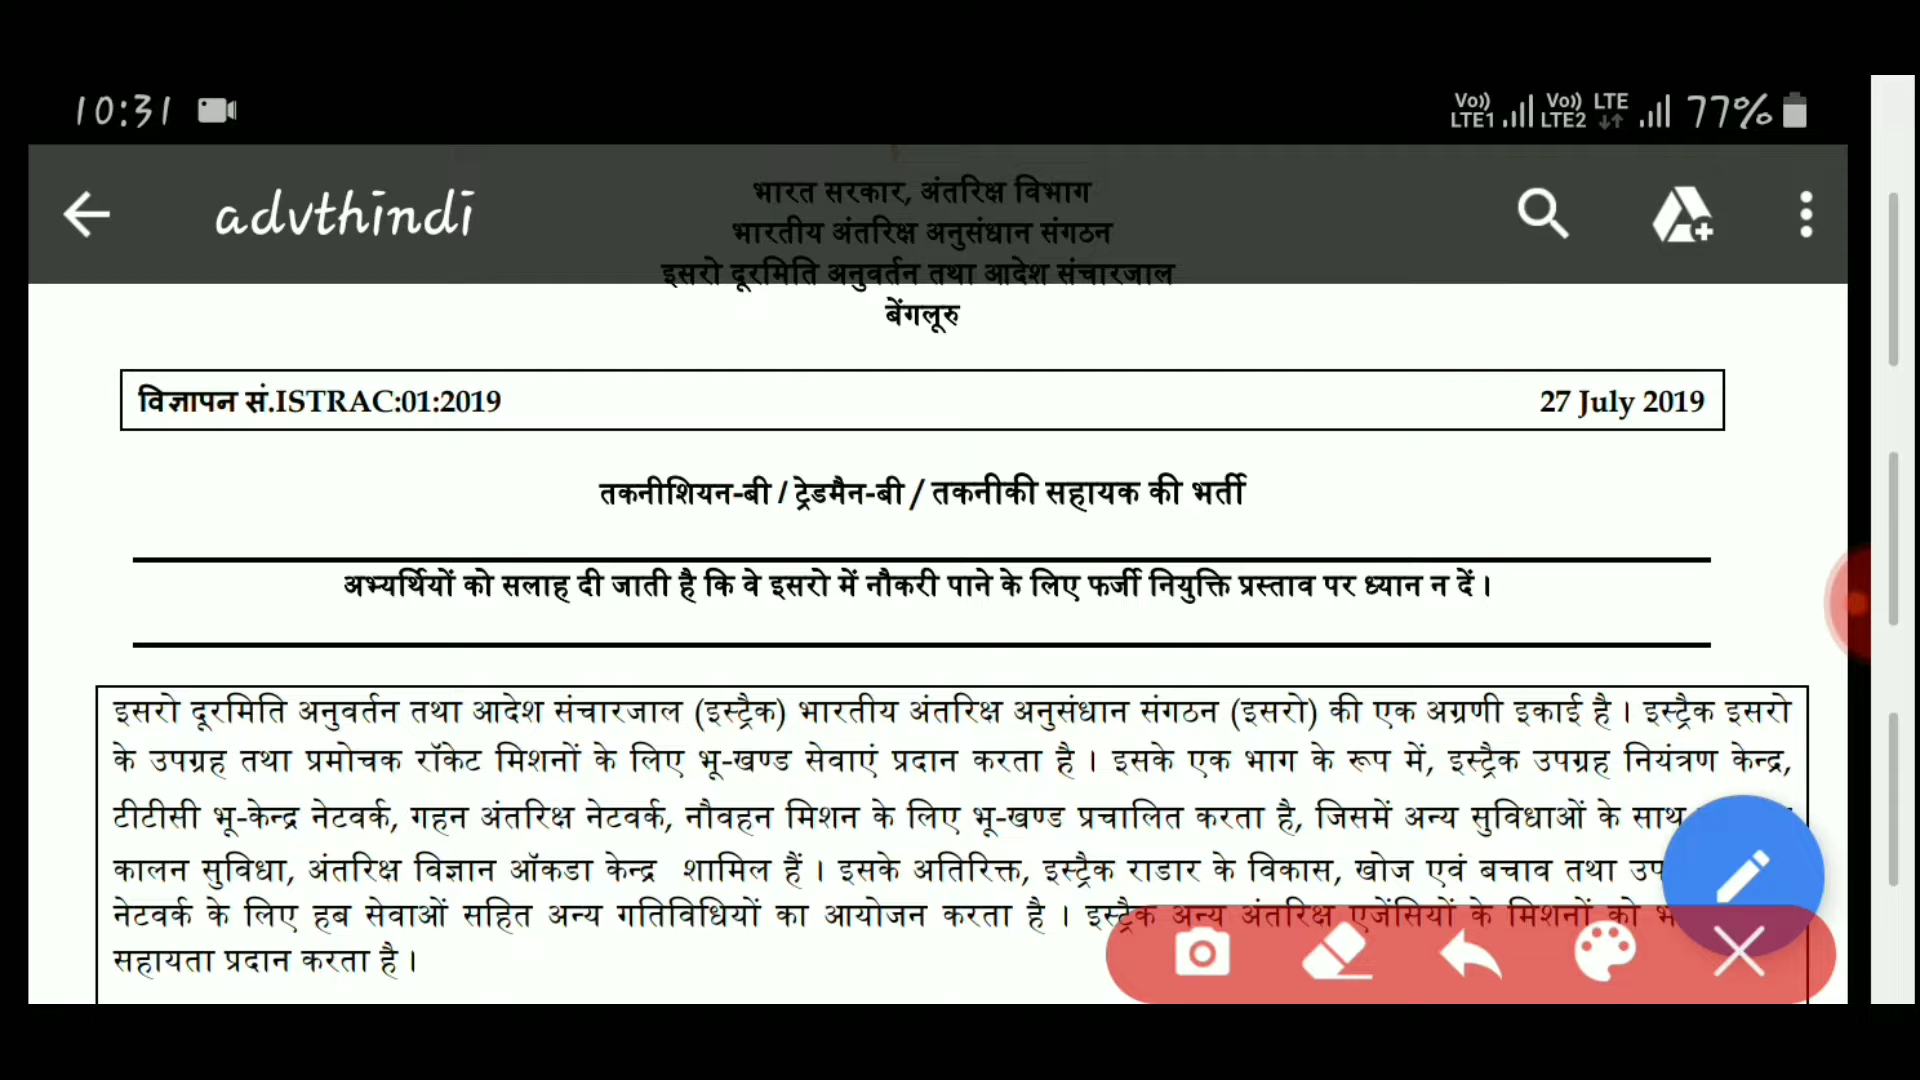 10:31
Vo)) LTE1 Vo)) LTE2 LTE 77%
advthindi
भारत सरकार, अंतरिक्ष विभाग
भारतीय अंतरिक्ष अनुसंधान संगठन
इसरो दूरमिति अनुवर्तन तथा आदेश संचारजाल
बेंगलूरु
विज्ञापन सं.ISTRAC:01:2019 27 July 2019
तकनीशियन-बी / ट्रेडमैन-बी / तकनीकी सहायक की भर्ती
अभ्यर्थियों को सलाह दी जाती है कि वे इसरो में नौकरी पाने के लिए फर्जी नियुक्ति प्रस्ताव पर ध्यान न दें ।
इसरो दूरमिति अनुवर्तन तथा आदेश संचारजाल (इस्ट्रैक) भारतीय अंतरिक्ष अनुसंधान संगठन (इसरो) की एक अग्रणी इकाई है । इस्ट्रैक इसरो
के उपग्रह तथा प्रमोचक रॉकेट मिशनों के लिए भू-खण्ड सेवाएं प्रदान करता है । इसके एक भाग के रूप में, इस्ट्रैक उपग्रह नियंत्रण केन्द्र,
टीटीसी भू-केन्द्र नेटवर्क, गहन अंतरिक्ष नेटवर्क, नौवहन मिशन के लिए भू-खण्ड प्रचालित करता है, जिसमें अन्य सुविधाओं के साथ
कालन सुविधा, अंतरिक्ष विज्ञान ऑकडा केन्द्र शामिल हैं । इसके अतिरिक्त, इस्ट्रैक राडार के विकास, खोज एवं बचाव तथा
नेटवर्क के लिए हब सेवाओं सहित अन्य गतिविधियों का आयोजन करता है । इस्ट्रैक अन्य अंतरिक्ष एजेंसियों के मिशनों को
सहायता प्रदान करता है ।